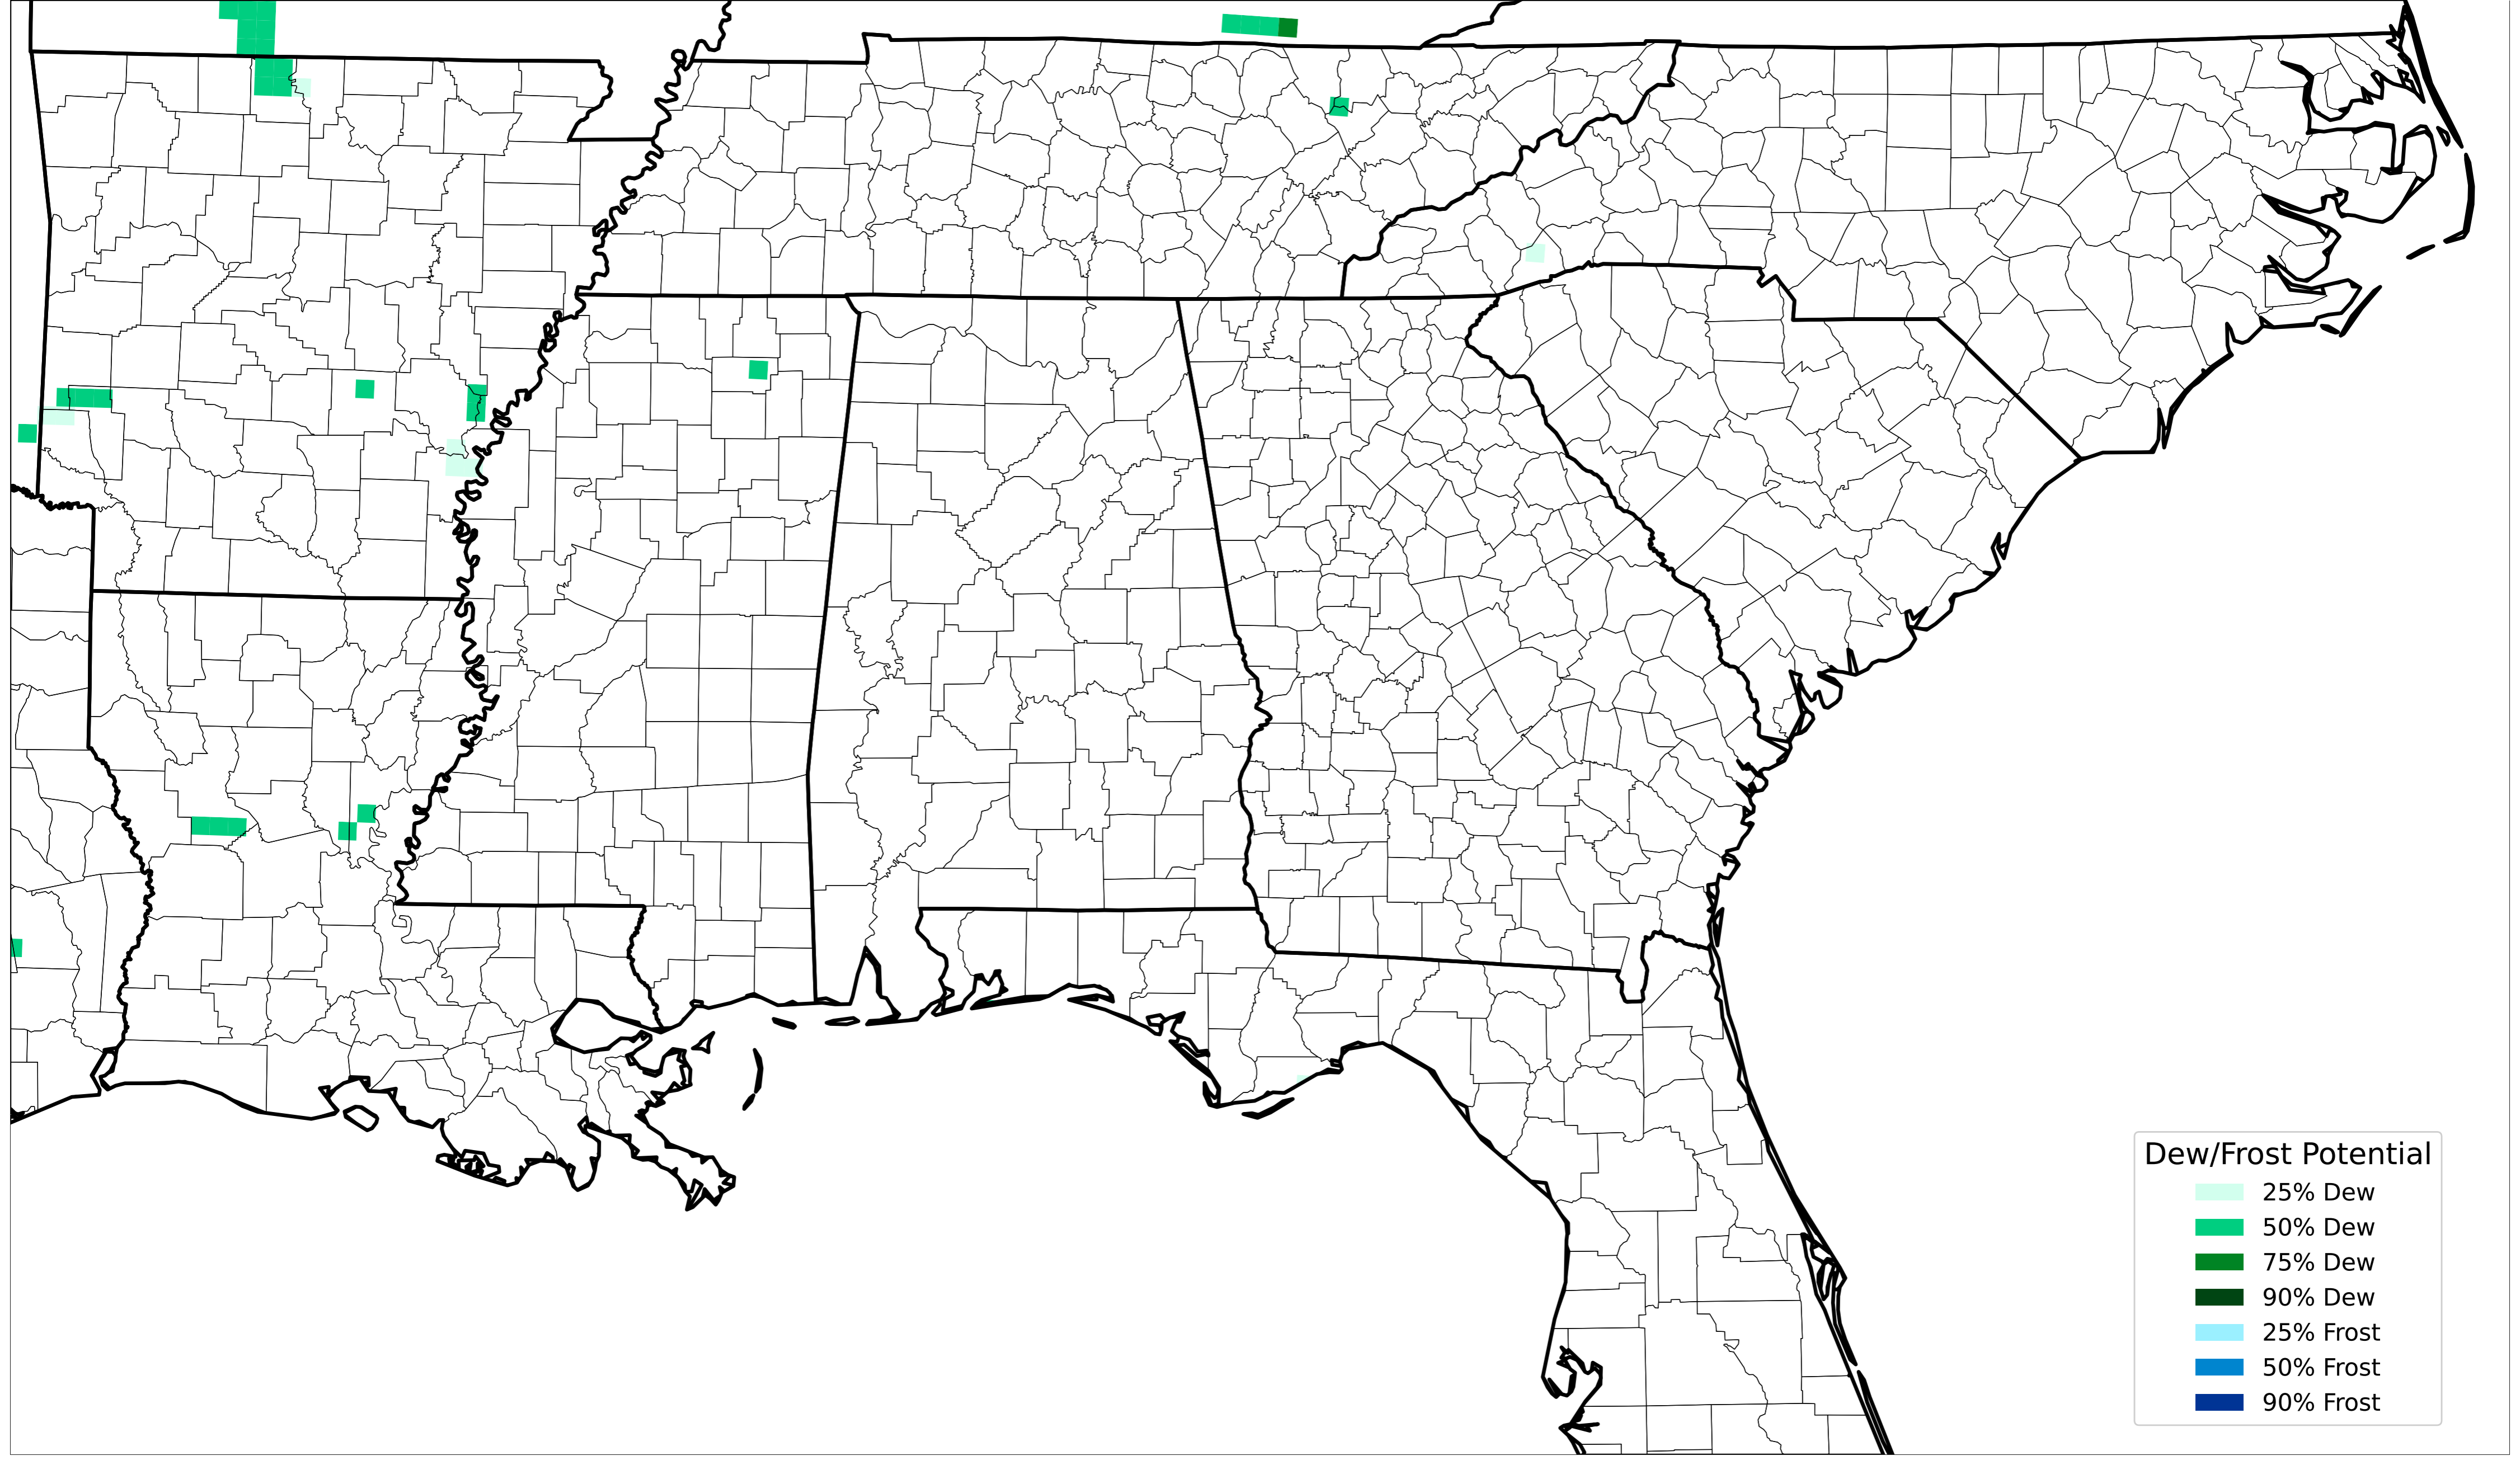 Dew/Frost Potential
25% Dew
50% Dew
75% Dew
90% Dew
25% Frost
50% Frost
90% Frost